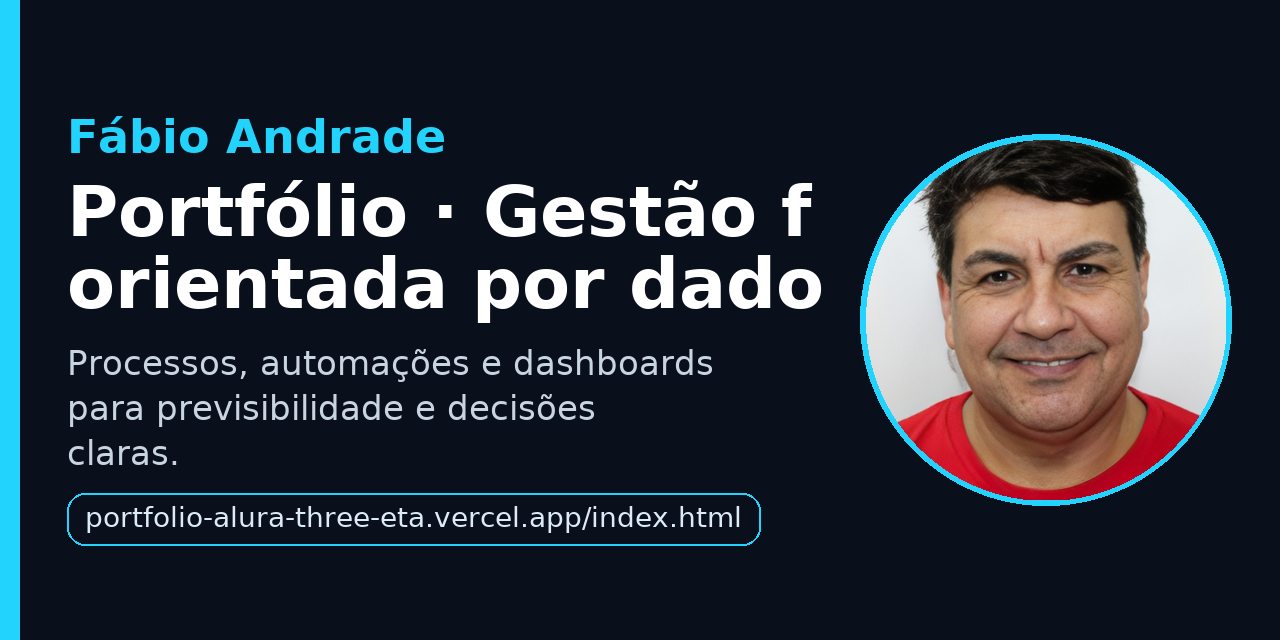 Fábio Andrade
Portfólio · Gestão f
orientada por dado
Processos, automações e dashboards
para previsibilidade e decisões
claras.
portfolio-alura-three-eta.vercel.app/index.html